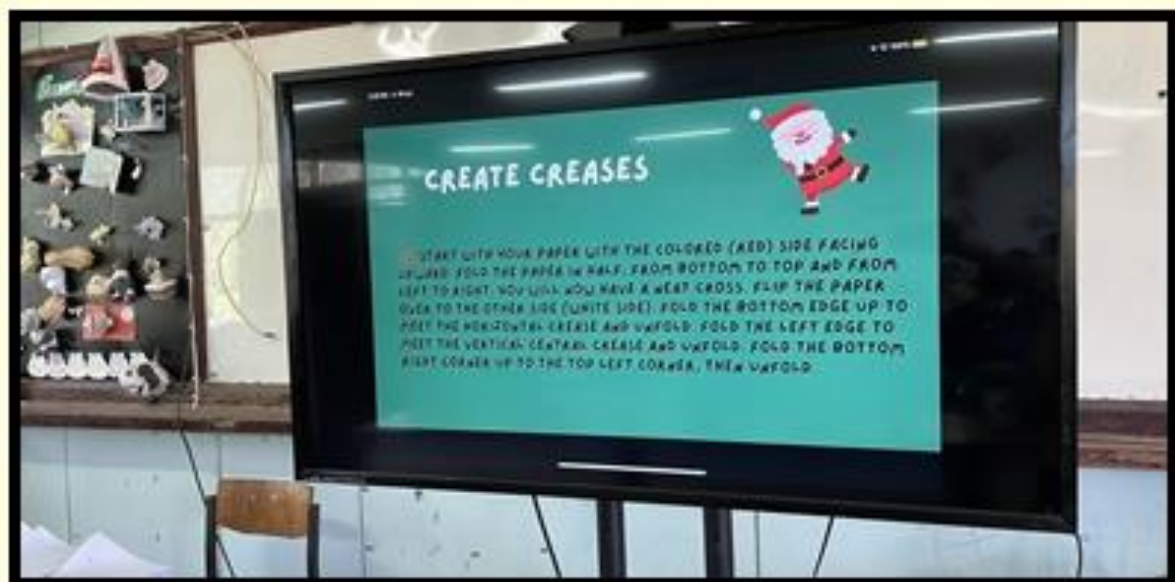 CREATE CREASES
START WITH YOUR PAPER WITH THE COLORED (RED) SIDE FACING
UPWARD. FOLD THE PAPER IN HALF, FROM BOTTOM TO TOP AND FROM
LEFT TO RIGHT. YOU WILL NOW HAVE A NEAT CROSS. FLIP THE PAPER
OVER TO THE OTHER SIDE (WHITE SIDE). FOLD THE BOTTOM EDGE UP TO
MEET THE HORIZONTAL CREASE AND UNFOLD. FOLD THE LEFT EDGE TO
MEET THE VERTICAL CENTRAL CREASE AND UNFOLD. FOLD THE BOTTOM
RIGHT CORNER UP TO THE TOP LEFT CORNER, THEN UNFOLD